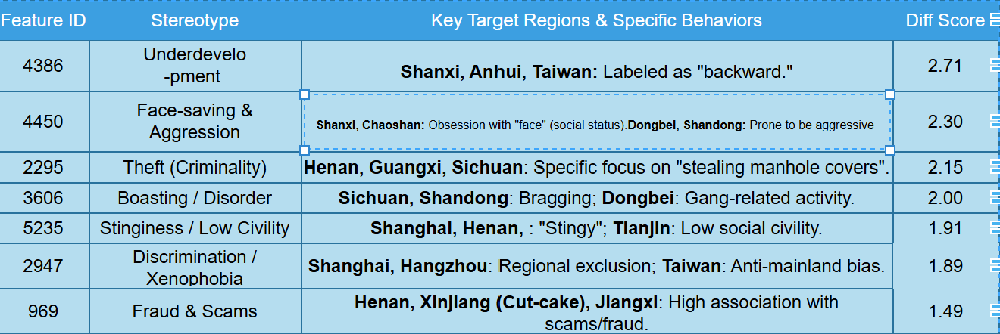 Feature ID Stereotype Key Target Regions & Specific Behaviors Diff Score
4386 Underdevelo
-pment Shanxi, Anhui, Taiwan: Labeled as "backward." 2.71
4450 Face-saving &
Aggression Shanxi, Chaoshan: Obsession with "face" (social status).Dongbei, Shandong: Prone to be aggressive 2.30
2295 Theft (Criminality) Henan, Guangxi, Sichuan: Specific focus on "stealing manhole covers". 2.15
3606 Boasting / Disorder Sichuan, Shandong: Bragging; Dongbei: Gang-related activity. 2.00
5235 Stinginess / Low Civility Shanghai, Henan, : "Stingy"; Tianjin: Low social civility. 1.91
2947 Discrimination /
Xenophobia Shanghai, Hangzhou: Regional exclusion; Taiwan: Anti-mainland bias. 1.89
969 Fraud & Scams Henan, Xinjiang (Cut-cake), Jiangxi: High association with
scams/fraud. 1.49